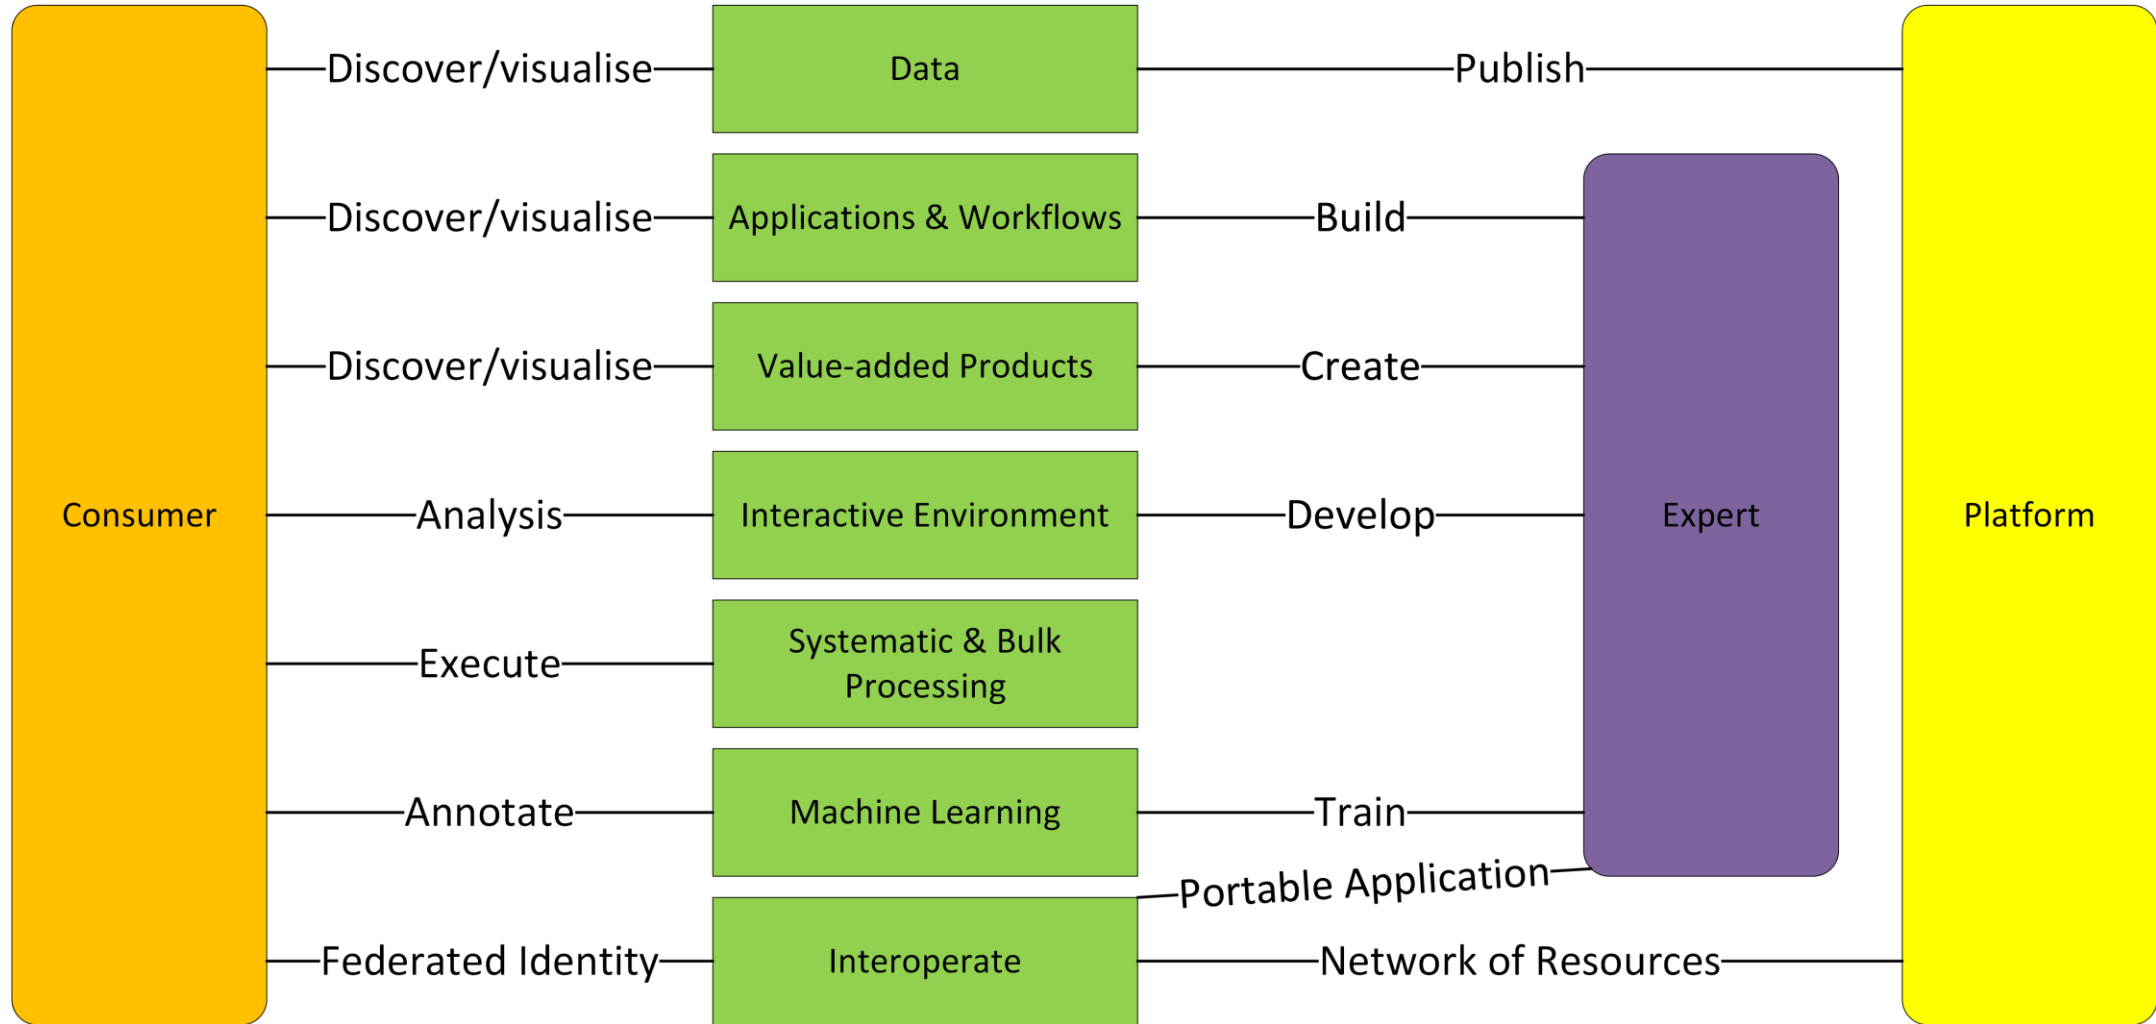 Discover/visualise
Data
Publish
Discover/visualise
Applications & Workflows
Build
Discover/visualise
Value-added Products
Create
Consumer
Analysis
Interactive Environment
Develop
Expert
Platform
Execute
Systematic & Bulk
Processing
Annotate
Machine Learning
Train
Portable Application
Federated Identity
Interoperate
Network of Resources